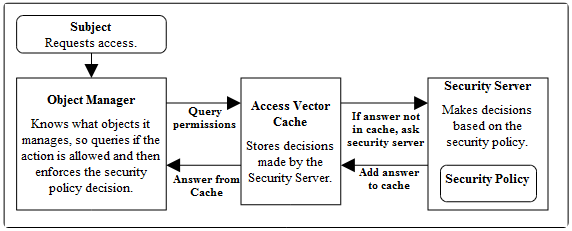 Subject
Requests access.
Object Manager
Knows what objects it
manages, so queries if the
action is allowed and then
enforces the security
policy decision.
Query
permissions
Answer from
Cache
Access Vector
Cache
Stores decisions
made by the
Security Server.
If answer not
in cache, ask
security server
Add answer
to cache
Security Server
Makes decisions
based on the
security policy.
Security Policy